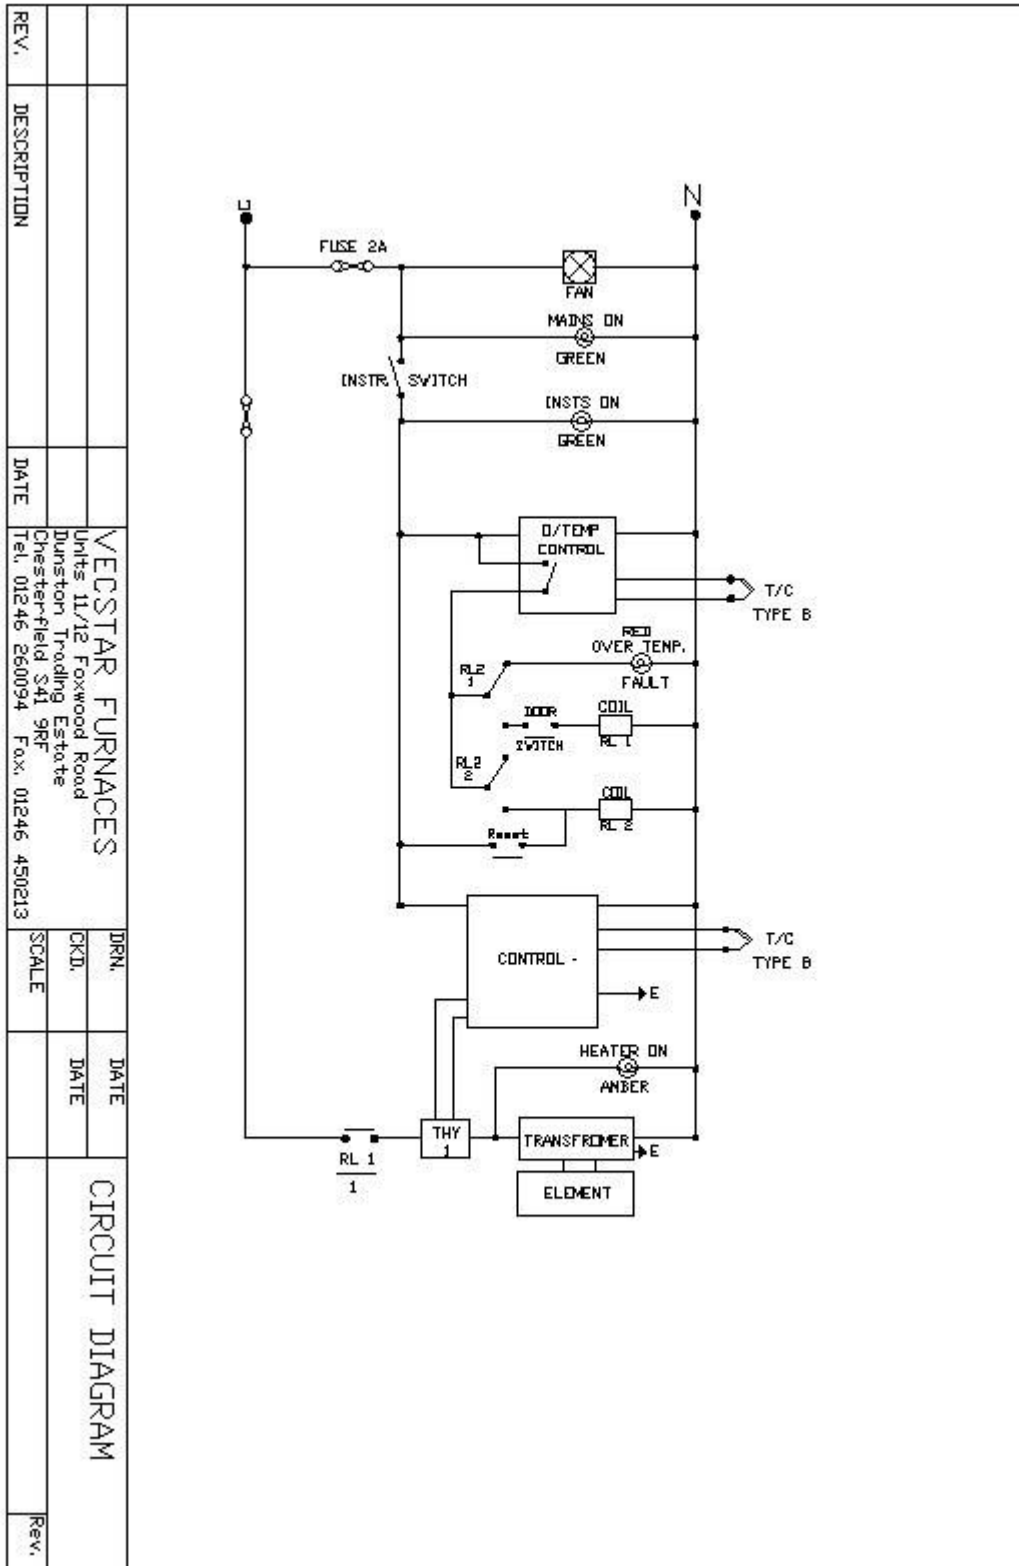 REV.
DESCRIPTION
DATE
VECSTAR FURNACES
Units 11/12 Foxwood Road
Dunston Trading Estate
Chesterfield S41 9RF
Tel. 01246 260094 Fax. 01246 450213
DRN.
DATE
CKD.
DATE
SCALE
CIRCUIT DIAGRAM
Rev.
N
FUSE 2A
FAN
MAINS ON
GREEN
INSTR. SWITCH
INSTS ON
GREEN
O/TEMP
CONTROL
T/C
TYPE B
RED
OVER TEMP.
FAULT
RL2
1
DOOR
SWITCH
COIL
RL 1
RL2
2
COIL
RL 2
Reset
CONTROL -
T/C
TYPE B
E
HEATER ON
AMBER
RL 1
1
THY
1
TRANSFROMER
E
ELEMENT